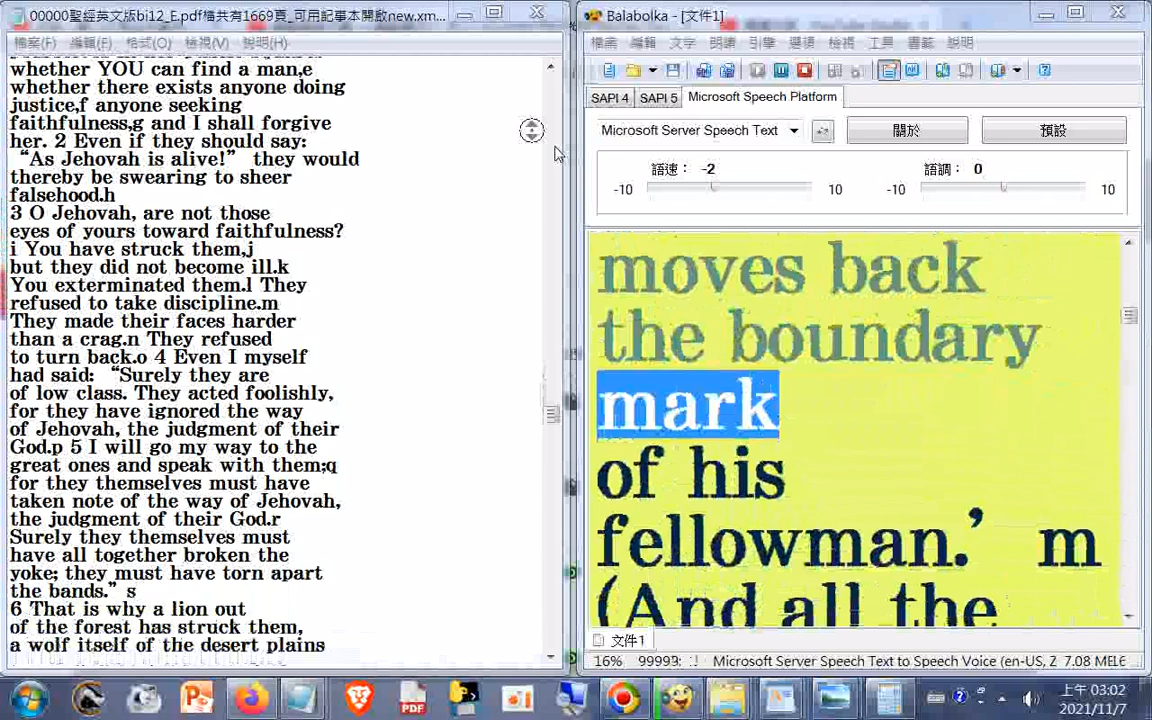 00000聖經英文版bi12_E.pdf檔共有1669頁_可用記事本開啟new.xm...
檔案(F) 編輯(E) 格式(O) 檢視(V) 說明(H)
whether YOU can find a man,e
whether there exists anyone doing
justice,f anyone seeking
faithfulness,g and I shall forgive
her. 2 Even if they should say:
“As Jehovah is alive!” they would
thereby be swearing to sheer
falsehood.h
3 O Jehovah, are not those
eyes of yours toward faithfulness?
i You have struck them,j
but they did not become ill.k
You exterminated them.l They
refused to take discipline.m
They made their faces harder
than a crag.n They refused
to turn back.o 4 Even I myself
had said: “Surely they are
of low class. They acted foolishly,
for they have ignored the way
of Jehovah, the judgment of their
God.p 5 I will go my way to the
great ones and speak with them;q
for they themselves must have
taken note of the way of Jehovah,
the judgment of their God.r
Surely they themselves must
have all together broken the
yoke; they must have torn apart
the bands.” s
6 That is why a lion out
of the forest has struck them,
a wolf itself of the desert plains
Balabolka - [文件1]
檔案 編輯 文字 朗讀 引擎 選項 檢視 工具 書籤 說明
SAPI 4 SAPI 5 Microsoft Speech Platform
Microsoft Server Speech Text 關於 預設
語速： -2 語調： 0
-10 10 -10 10
moves back
the boundary
mark
of his
fellowman.’ m
(And all the
文件1
16% 99993: Microsoft Server Speech Text to Speech Voice (en-US, Z 7.08 МБ
上午 03:02
2021/11/7